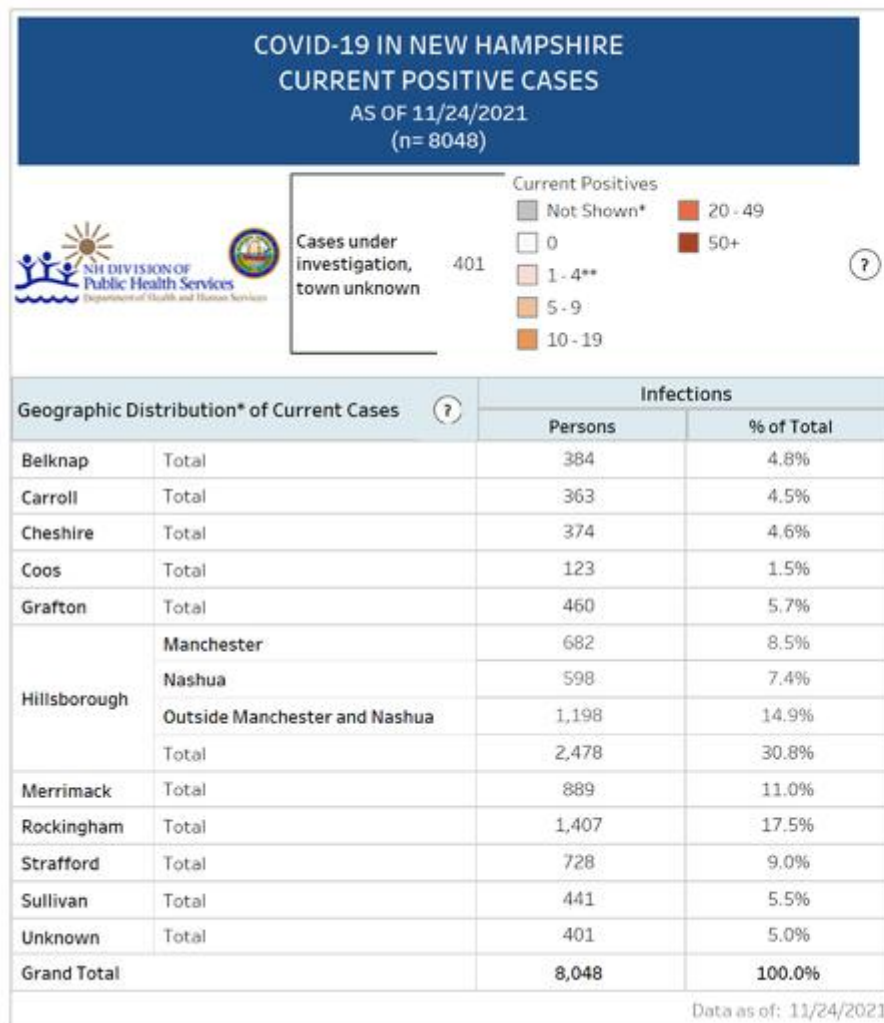 COVID-19 IN NEW HAMPSHIRE
CURRENT POSITIVE CASES
AS OF 11/24/2021
(n= 8048)
NH DIVISION OF
Public Health Services
Department of Health and Human Services
Cases under
investigation,
town unknown
401
Current Positives
Not Shown*
0
1 - 4**
5 - 9
10 - 19
20 - 49
50+
?
Geographic Distribution* of Current Cases ? Infections
Persons % of Total
Belknap Total 384 4.8%
Carroll Total 363 4.5%
Cheshire Total 374 4.6%
Coos Total 123 1.5%
Grafton Total 460 5.7%
Hillsborough
Manchester 682 8.5%
Nashua 598 7.4%
Outside Manchester and Nashua 1,198 14.9%
Total 2,478 30.8%
Merrimack Total 889 11.0%
Rockingham Total 1,407 17.5%
Strafford Total 728 9.0%
Sullivan Total 441 5.5%
Unknown Total 401 5.0%
Grand Total 8,048 100.0%
Data as of: 11/24/2021